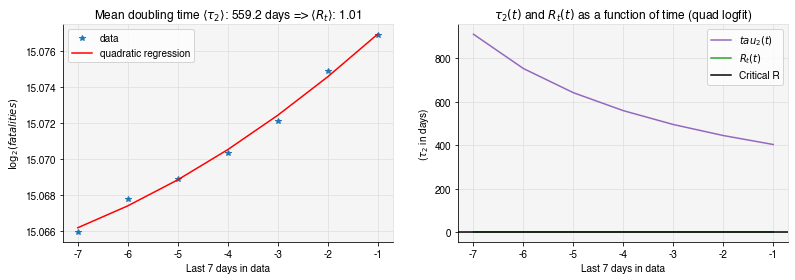 Mean doubling time ⟨τ₂⟩: 559.2 days => ⟨Rₜ⟩: 1.01
data
quadratic regression
15.076
15.074
15.072
15.070
15.068
15.066
log₂(fatalities)
-7 -6 -5 -4 -3 -2 -1
Last 7 days in data
τ₂(t) and Rₜ(t) as a function of time (quad logfit)
tau₂(t)
Rₜ(t)
Critical R
800
600
400
200
0
(τ₂ in days)
-7 -6 -5 -4 -3 -2 -1
Last 7 days in data